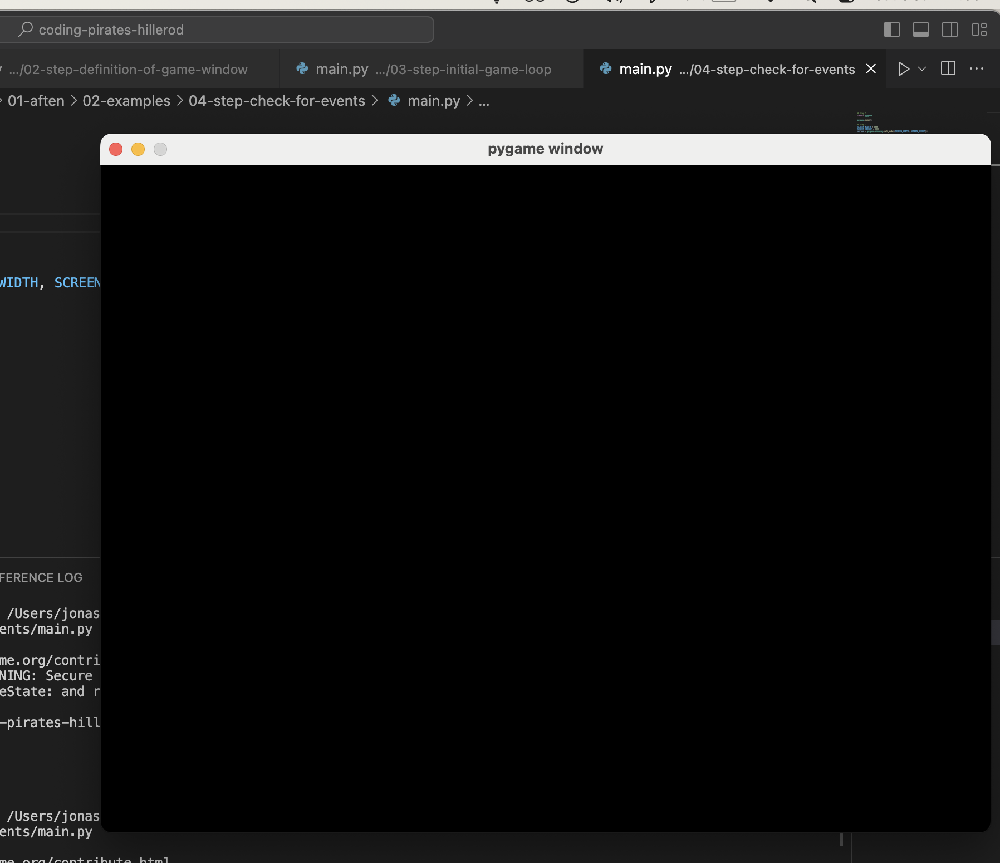 coding-pirates-hillerod
.../02-step-definition-of-game-window
main.py .../03-step-initial-game-loop
main.py .../04-step-check-for-events
01-aften > 02-examples > 04-step-check-for-events > main.py > ...
pygame window
WIDTH, SCREEN
FERENCE LOG
/Users/jonas
ents/main.py
me.org/contri
NING: Secure
eState: and r
-pirates-hill
/Users/jonas
ents/main.py
me.org/contribute.html